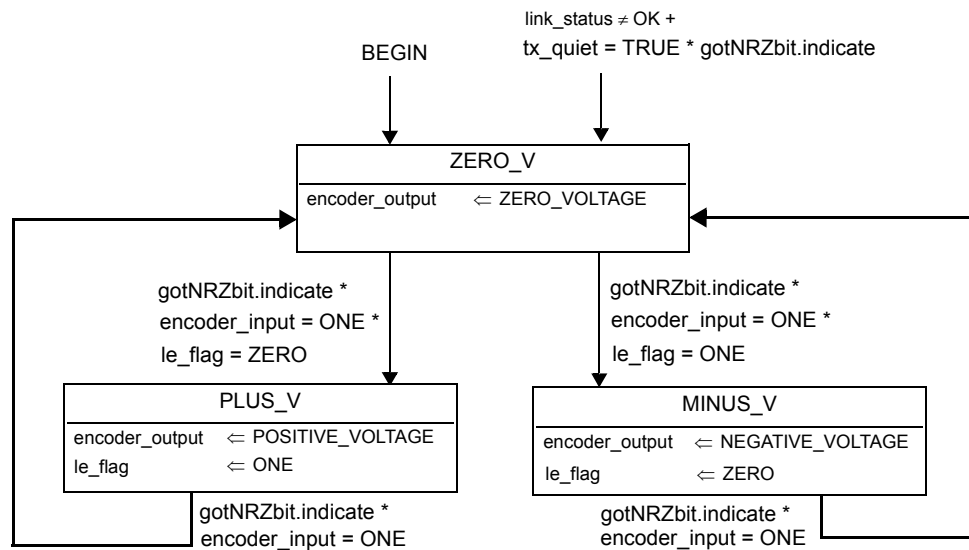 link_status ≠ OK +
BEGIN
tx_quiet = TRUE * gotNRZbit.indicate
ZERO_V
encoder_output ⇐ ZERO_VOLTAGE
gotNRZbit.indicate *
encoder_input = ONE *
le_flag = ZERO
gotNRZbit.indicate *
encoder_input = ONE *
le_flag = ONE
PLUS_V
encoder_output ⇐ POSITIVE_VOLTAGE
le_flag ⇐ ONE
MINUS_V
encoder_output ⇐ NEGATIVE_VOLTAGE
le_flag ⇐ ZERO
gotNRZbit.indicate *
encoder_input = ONE
gotNRZbit.indicate *
encoder_input = ONE